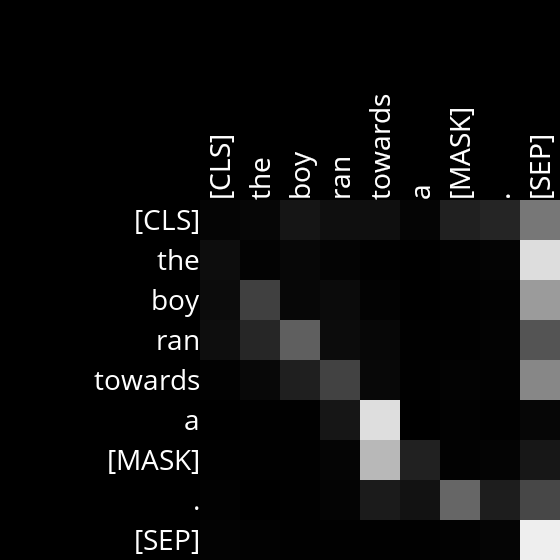 [CLS]
the
boy
ran
towards
a
[MASK]
.
[SEP]
[CLS]
the
boy
ran
towards
a
[MASK]
.
[SEP]